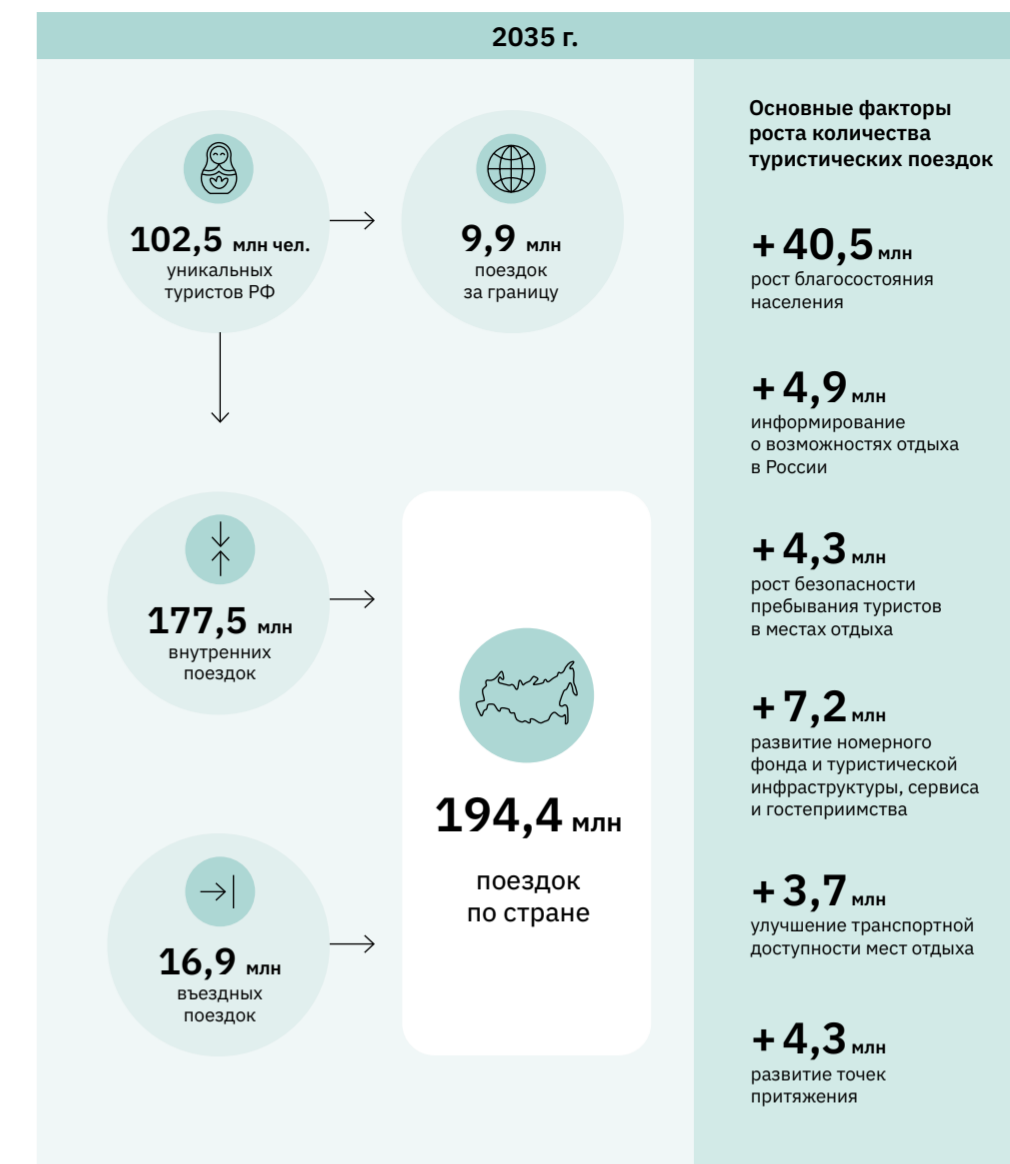 2035 г.
102,5 млн чел.
уникальных
туристов РФ
9,9 млн
поездок
за границу
177,5 млн
внутренних
поездок
16,9 млн
въездных
поездок
194,4 млн
поездок
по стране
Основные факторы
роста количества
туристических поездок
+ 40,5 млн
рост благосостояния
населения
+ 4,9 млн
информирование
о возможностях отдыха
в России
+ 4,3 млн
рост безопасности
пребывания туристов
в местах отдыха
+ 7,2 млн
развитие номерного
фонда и туристической
инфраструктуры, сервиса
и гостеприимства
+ 3,7 млн
улучшение транспортной
доступности мест отдыха
+ 4,3 млн
развитие точек
притяжения